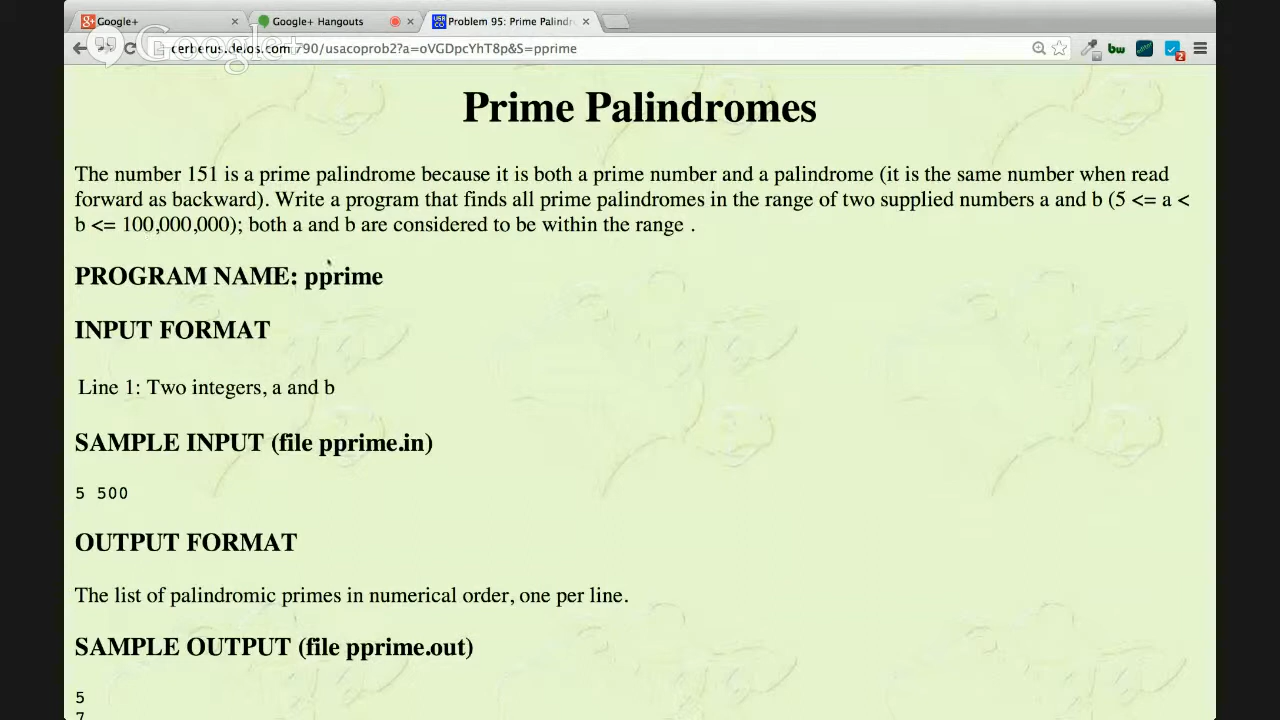 Google+
Google+ Hangouts
Problem 95: Prime Palindr
cerberus.delos.com:790/usacoprob2?a=oVGDpcYhT8p&S=pprime
Google+
bw
2
Prime Palindromes
The number 151 is a prime palindrome because it is both a prime number and a palindrome (it is the same number when read
forward as backward). Write a program that finds all prime palindromes in the range of two supplied numbers a and b (5 <= a <
b <= 100,000,000); both a and b are considered to be within the range .
PROGRAM NAME: pprime
INPUT FORMAT
Line 1: Two integers, a and b
SAMPLE INPUT (file pprime.in)
5 500
OUTPUT FORMAT
The list of palindromic primes in numerical order, one per line.
SAMPLE OUTPUT (file pprime.out)
5
7